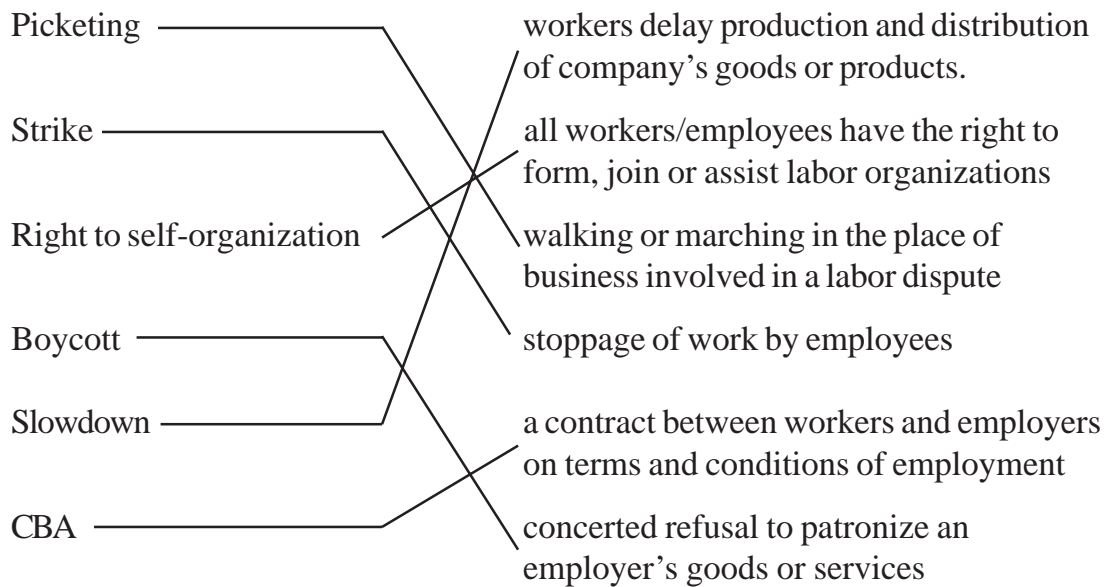 Picketing
workers delay production and distribution
of company’s goods or products.
Strike
all workers/employees have the right to
form, join or assist labor organizations
Right to self-organization
walking or marching in the place of
business involved in a labor dispute
Boycott
stoppage of work by employees
Slowdown
a contract between workers and employers
on terms and conditions of employment
CBA
concerted refusal to patronize an
employer’s goods or services